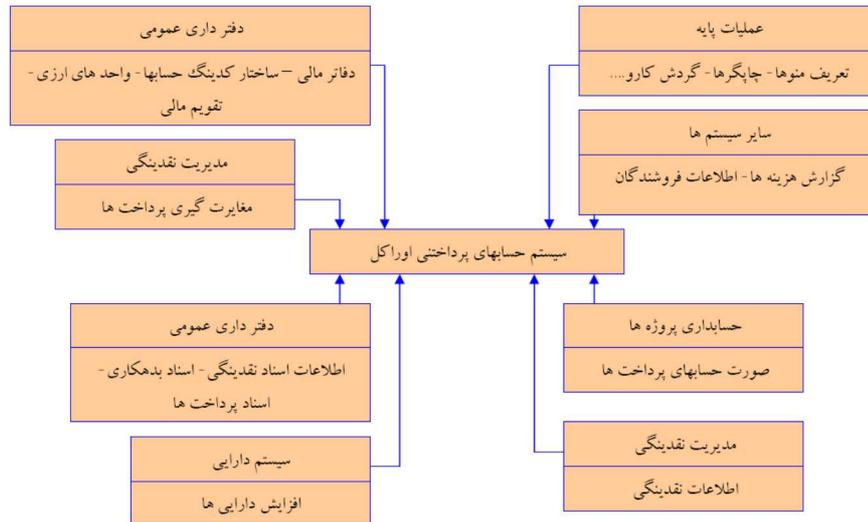 دفتر داری عمومی
دفاتر مالی – ساختار کدینگ حسابها- واحد های ارزی-
تقویم مالی
عملیات پایه
تعریف منوها- چاپگرها- گردش کارو....
سایر سیستم ها
گزارش هزینه ها- اطلاعات فروشندگان
مدیریت نقدینگی
مغایرت گیری پرداخت ها
سیستم حسابهای پرداختنی اوراکل
دفتر داری عمومی
اطلاعات اسناد نقدینگی- اسناد بدهکاری-
اسناد پرداخت ها
حسابداری پروژه ها
صورت حسابهای پرداخت ها
سیستم دارایی
افزایش دارایی ها
مدیریت نقدینگی
اطلاعات نقدینگی